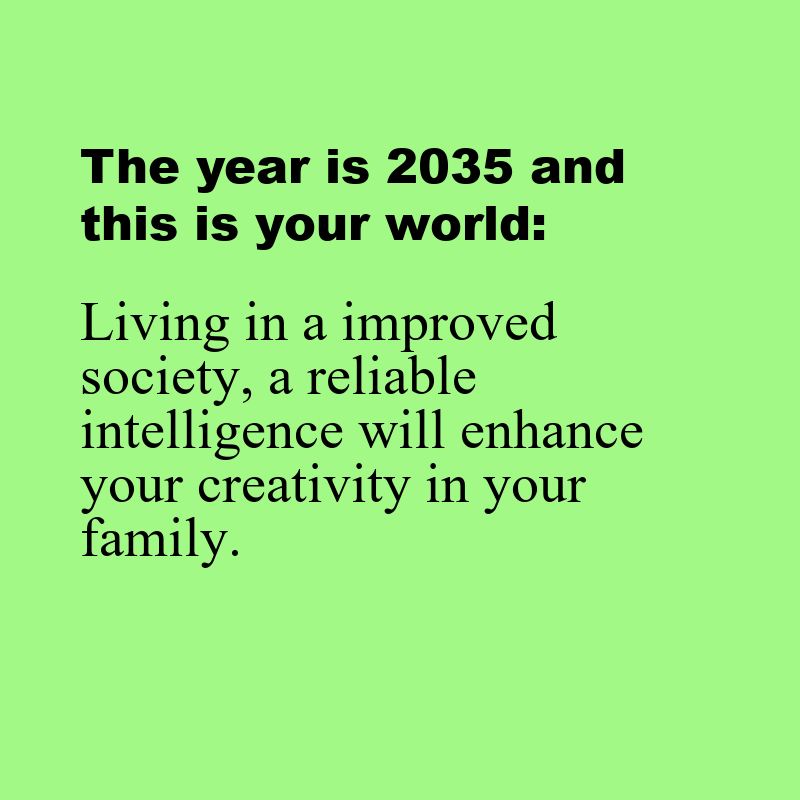 The year is 2035 and
this is your world:
Living in a improved
society, a reliable
intelligence will enhance
your creativity in your
family.